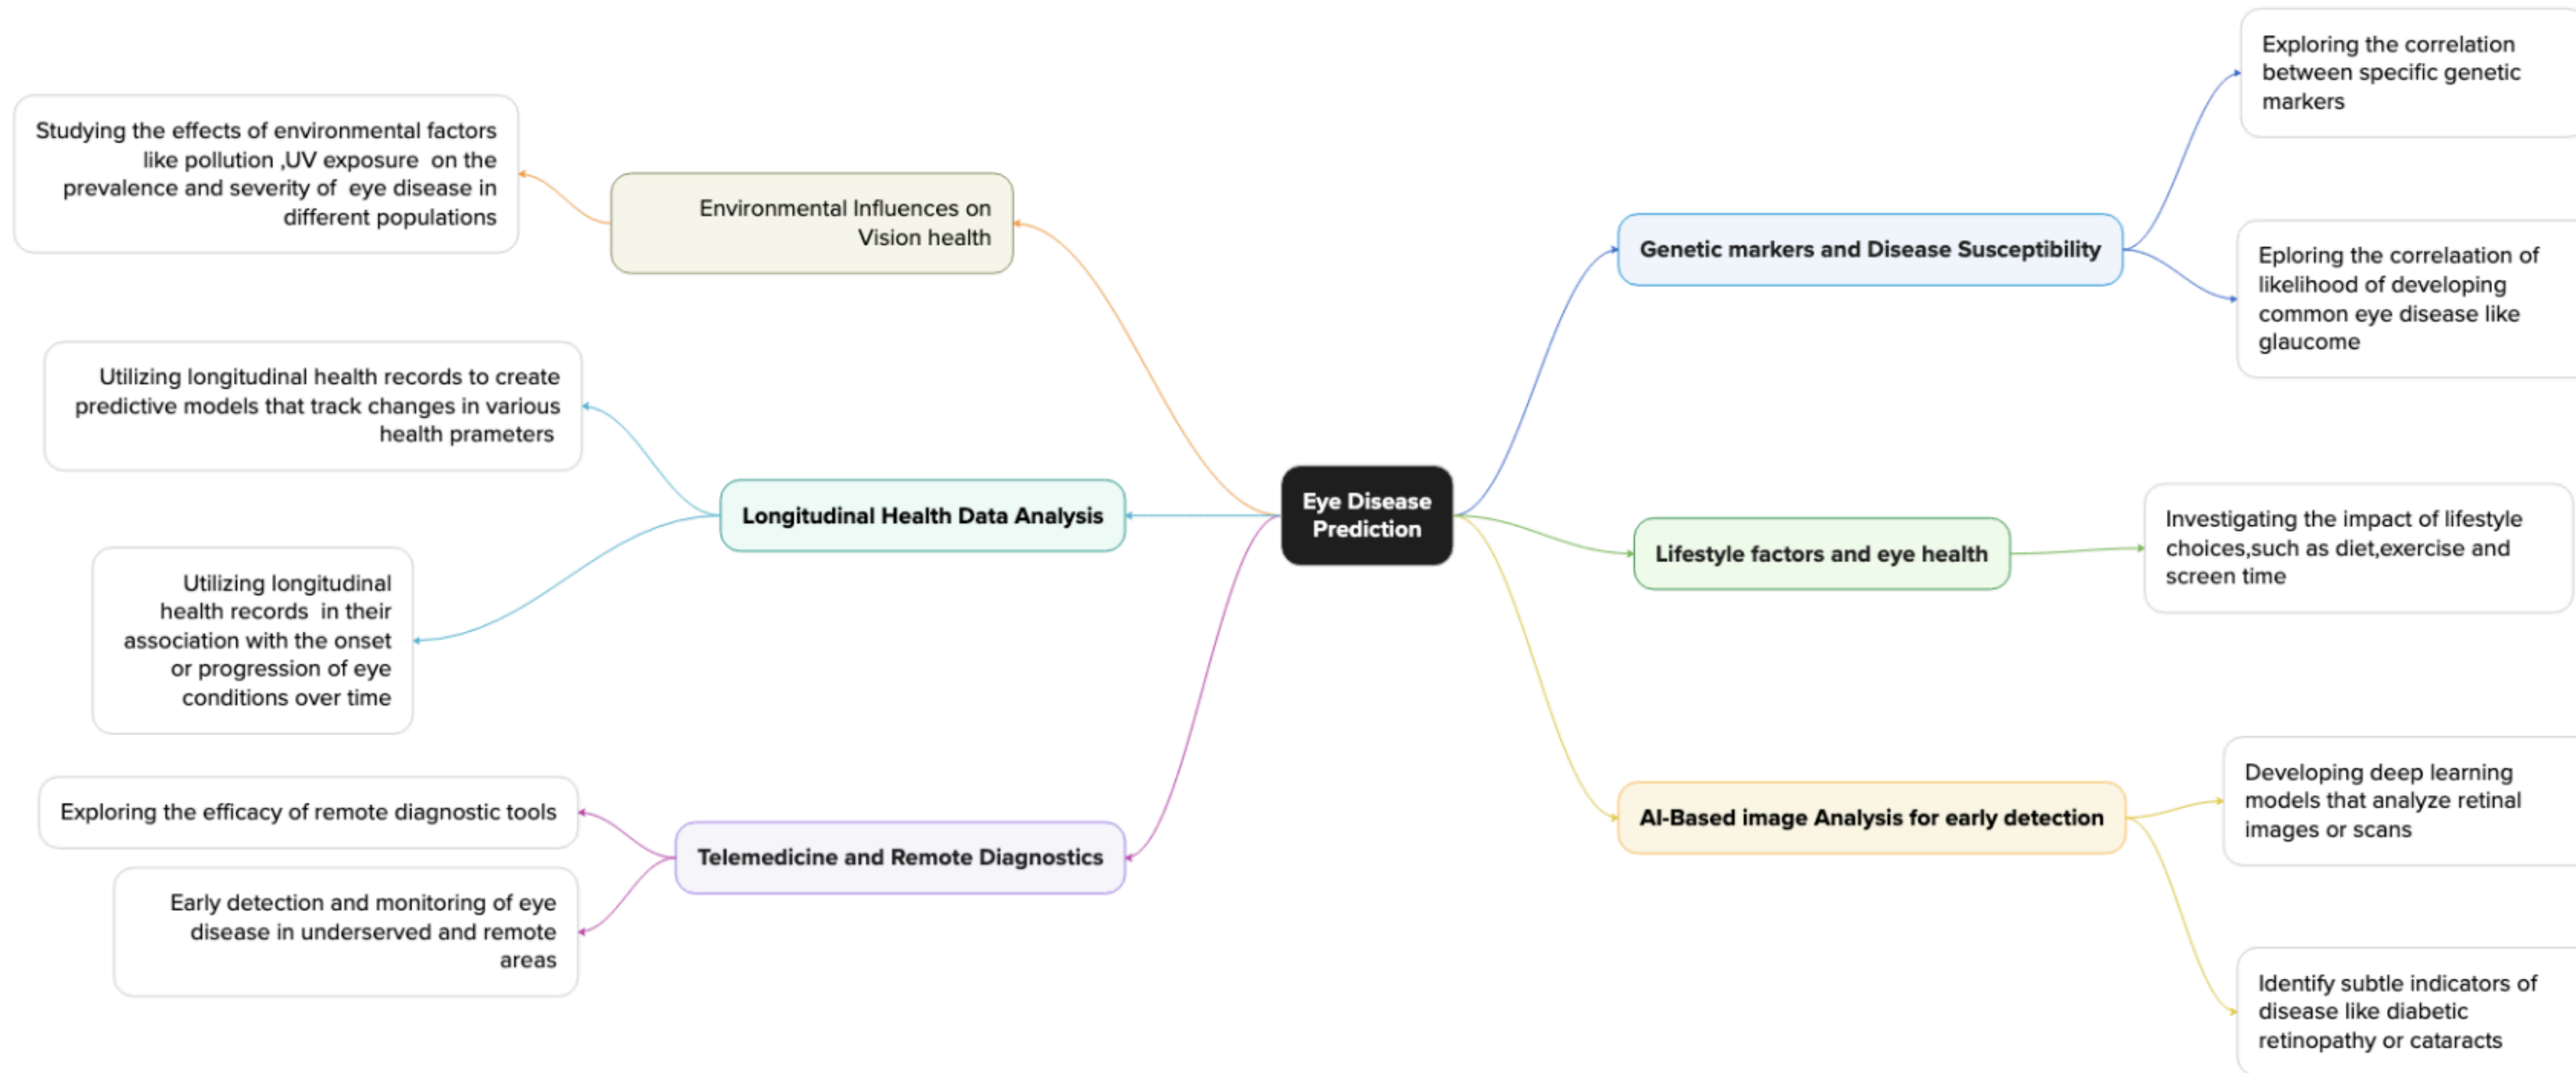 Exploring the correlation
between specific genetic
markers
Studying the effects of environmental factors
like pollution ,UV exposure  on the
prevalence and severity of  eye disease in
different populations
Environmental Influences on
Vision health
Genetic markers and Disease Susceptibility
Eploring the correlaation of
likelihood of developing
common eye disease like
glaucome
Utilizing longitudinal health records to create
predictive models that track changes in various
health prameters
Longitudinal Health Data Analysis
Eye Disease
Prediction
Lifestyle factors and eye health
Investigating the impact of lifestyle
choices,such as diet,exercise and
screen time
Utilizing longitudinal
health records  in their
association with the onset
or progression of eye
conditions over time
Exploring the efficacy of remote diagnostic tools
Telemedicine and Remote Diagnostics
Early detection and monitoring of eye
disease in underserved and remote
areas
AI-Based image Analysis for early detection
Developing deep learning
models that analyze retinal
images or scans
Identify subtle indicators of
disease like diabetic
retinopathy or cataracts